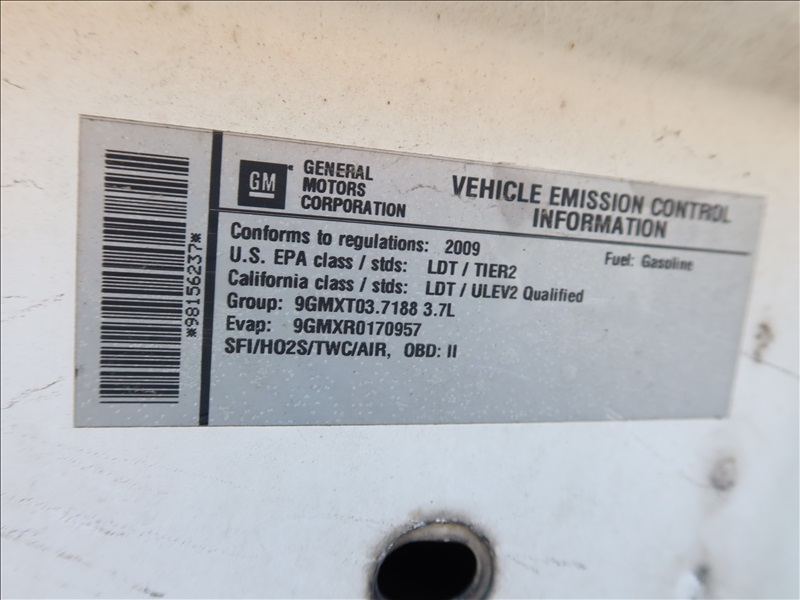 *98156237*
GM
GENERAL
MOTORS
CORPORATION
VEHICLE EMISSION CONTROL
INFORMATION
Conforms to regulations: 2009
Fuel: Gasoline
U.S. EPA class / stds: LDT / TIER2
California class / stds: LDT / ULEV2 Qualified
Group: 9GMXT03.7188 3.7L
Evap: 9GMXR0170957
SFI/HO2S/TWC/AIR, OBD: II